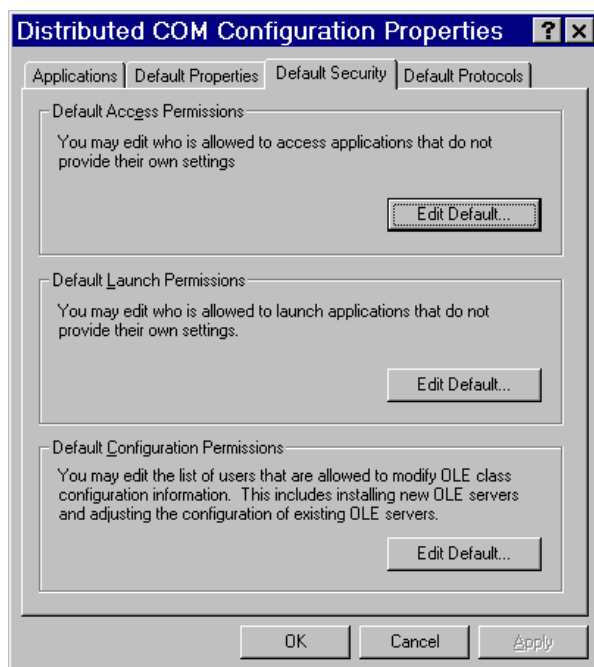 Distributed COM Configuration Properties
Applications Default Properties Default Security Default Protocols
Default Access Permissions
You may edit who is allowed to access applications that do not
provide their own settings
Edit Default...
Default Launch Permissions
You may edit who is allowed to launch applications that do not
provide their own settings.
Edit Default...
Default Configuration Permissions
You may edit the list of users that are allowed to modify OLE class
configuration information. This includes installing new OLE servers
and adjusting the configuration of existing OLE servers.
Edit Default...
OK Cancel Apply